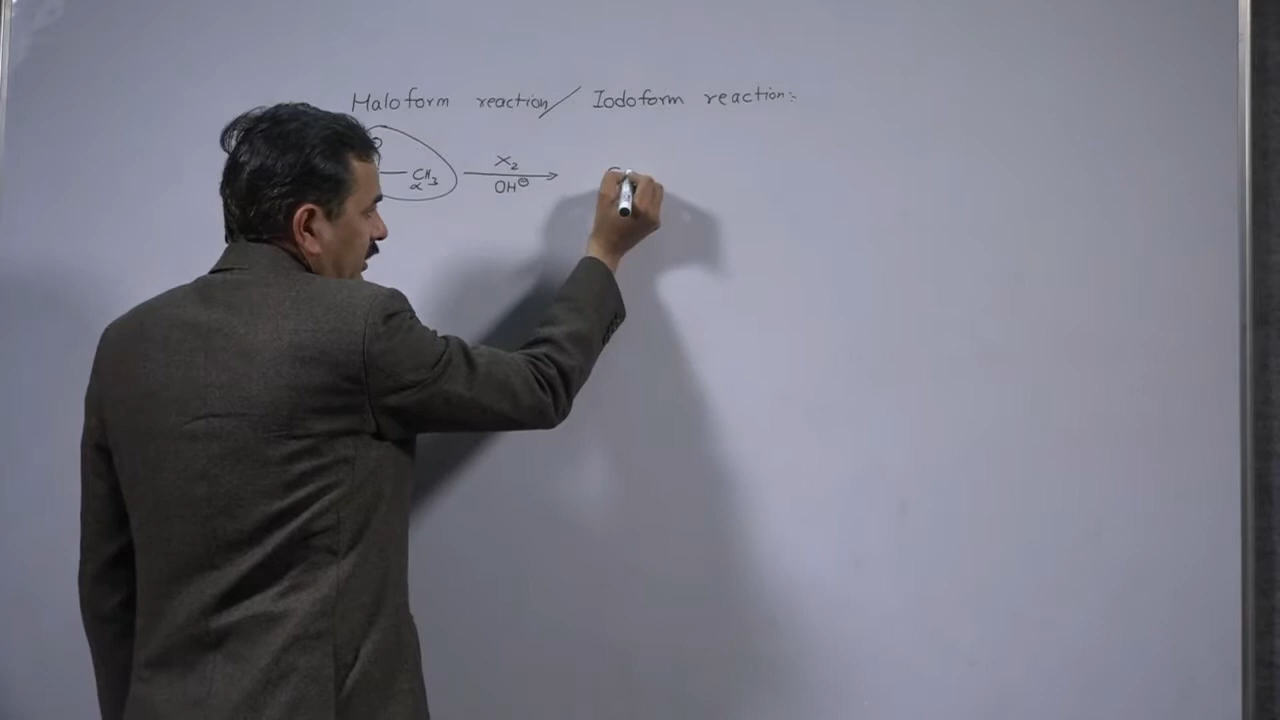 Haloform reaction / Iodoform reaction:
O
— CH3 X2
α OH⊖